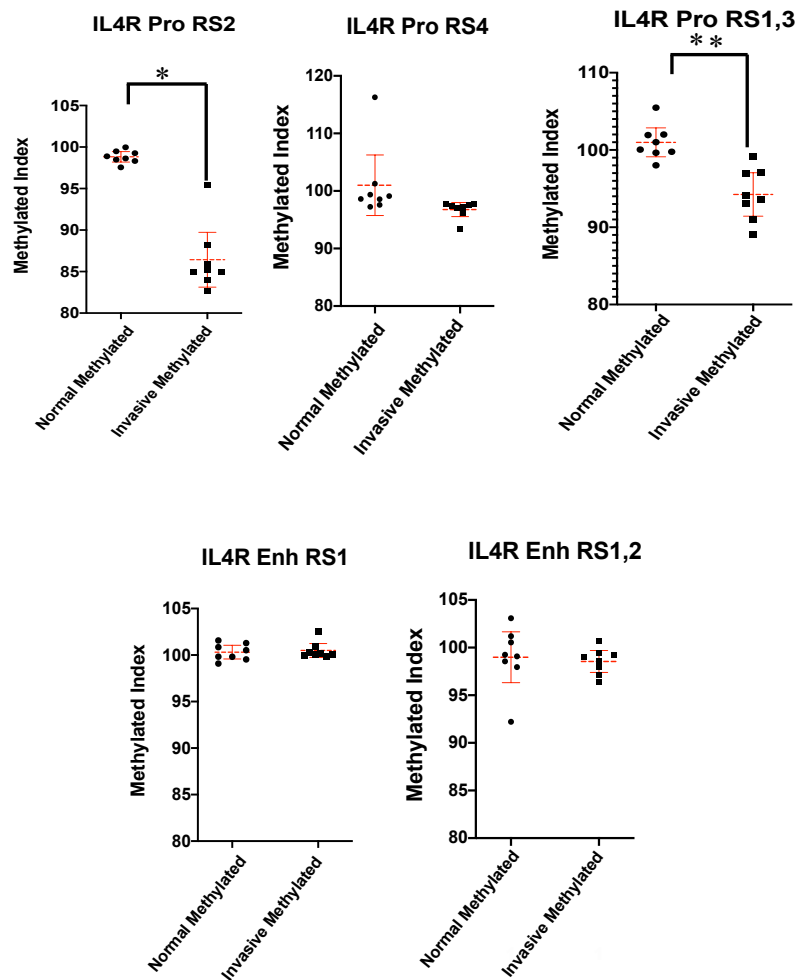 IL4R Pro RS2
*
Methylated Index
105
100
95
90
85
80
Normal Methylated
Invasive Methylated
IL4R Pro RS4
Methylated Index
120
110
100
90
80
Normal Methylated
Invasive Methylated
IL4R Pro RS1,3
**
Methylated Index
110
100
90
80
Normal Methylated
Invasive Methylated
IL4R Enh RS1
Methylated Index
105
100
95
90
85
80
Normal Methylated
Invasive Methylated
IL4R Enh RS1,2
Methylated Index
105
100
95
90
85
80
Normal Methylated
Invasive Methylated